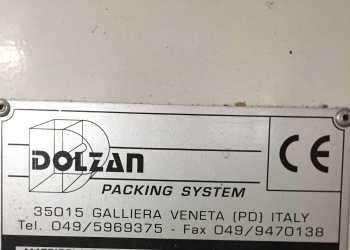 DOLZAN
PACKING SYSTEM
CE
35015 GALLIERA VENETA (PD) ITALY
Tel. 049/5969375 - Fax 049/9470138